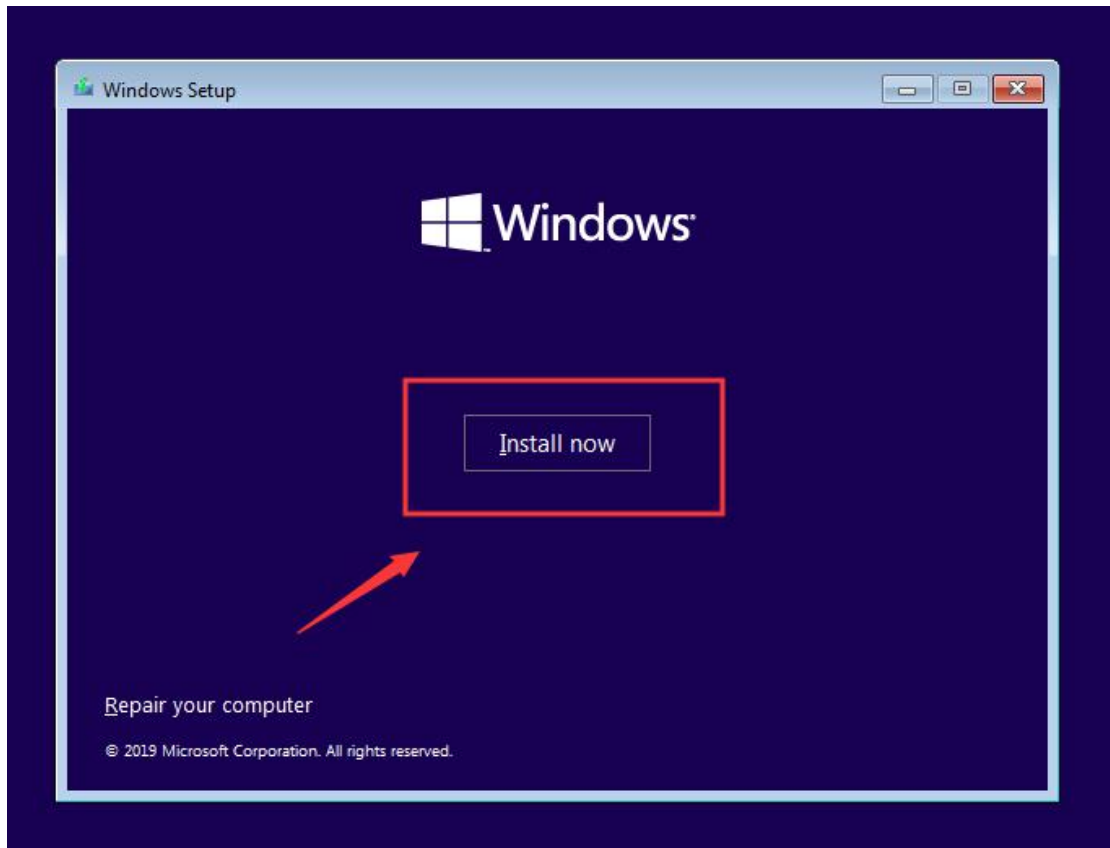 Windows Setup
Windows
Install now
Repair your computer
© 2019 Microsoft Corporation. All rights reserved.